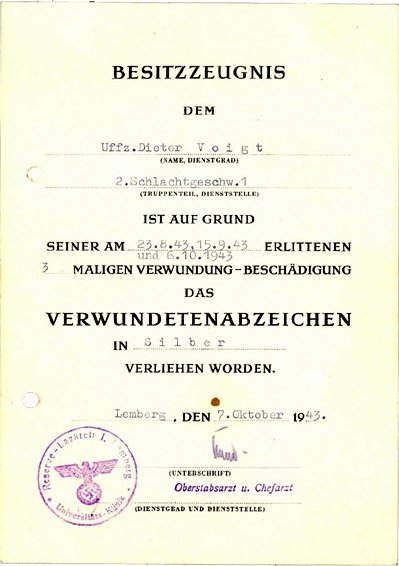 BESITZZEUGNIS
DEM
Uffz.Dieter Voigt
(NAME, DIENSTGRAD)
2.Schlachtgeschw.1
(TRUPPENTEIL, DIENSTSTELLE)
IST AUF GRUND
SEINER AM 23.8.43,15.9.43 ERLITTENEN
und 6.10.1943
3 MALIGEN VERWUNDUNG-BESCHÄDIGUNG
DAS
VERWUNDETENABZEICHEN
IN Silber
VERLIEHEN WORDEN.
Lemberg, DEN 7.Oktober 1943.
(UNTERSCHRIFT)
Oberstabsarzt u. Chefarzt
(DIENSTGRAD UND DIENSTSTELLE)
Reserve-Lazarett I. Lemberg
Universitäts-Klinik